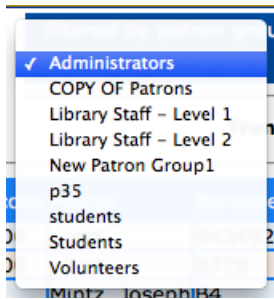 ✓ Administrators
COPY OF Patrons
Library Staff – Level 1
Library Staff – Level 2
New Patron Group1
p35
students
Students
Volunteers
Mintz, Joseph B4